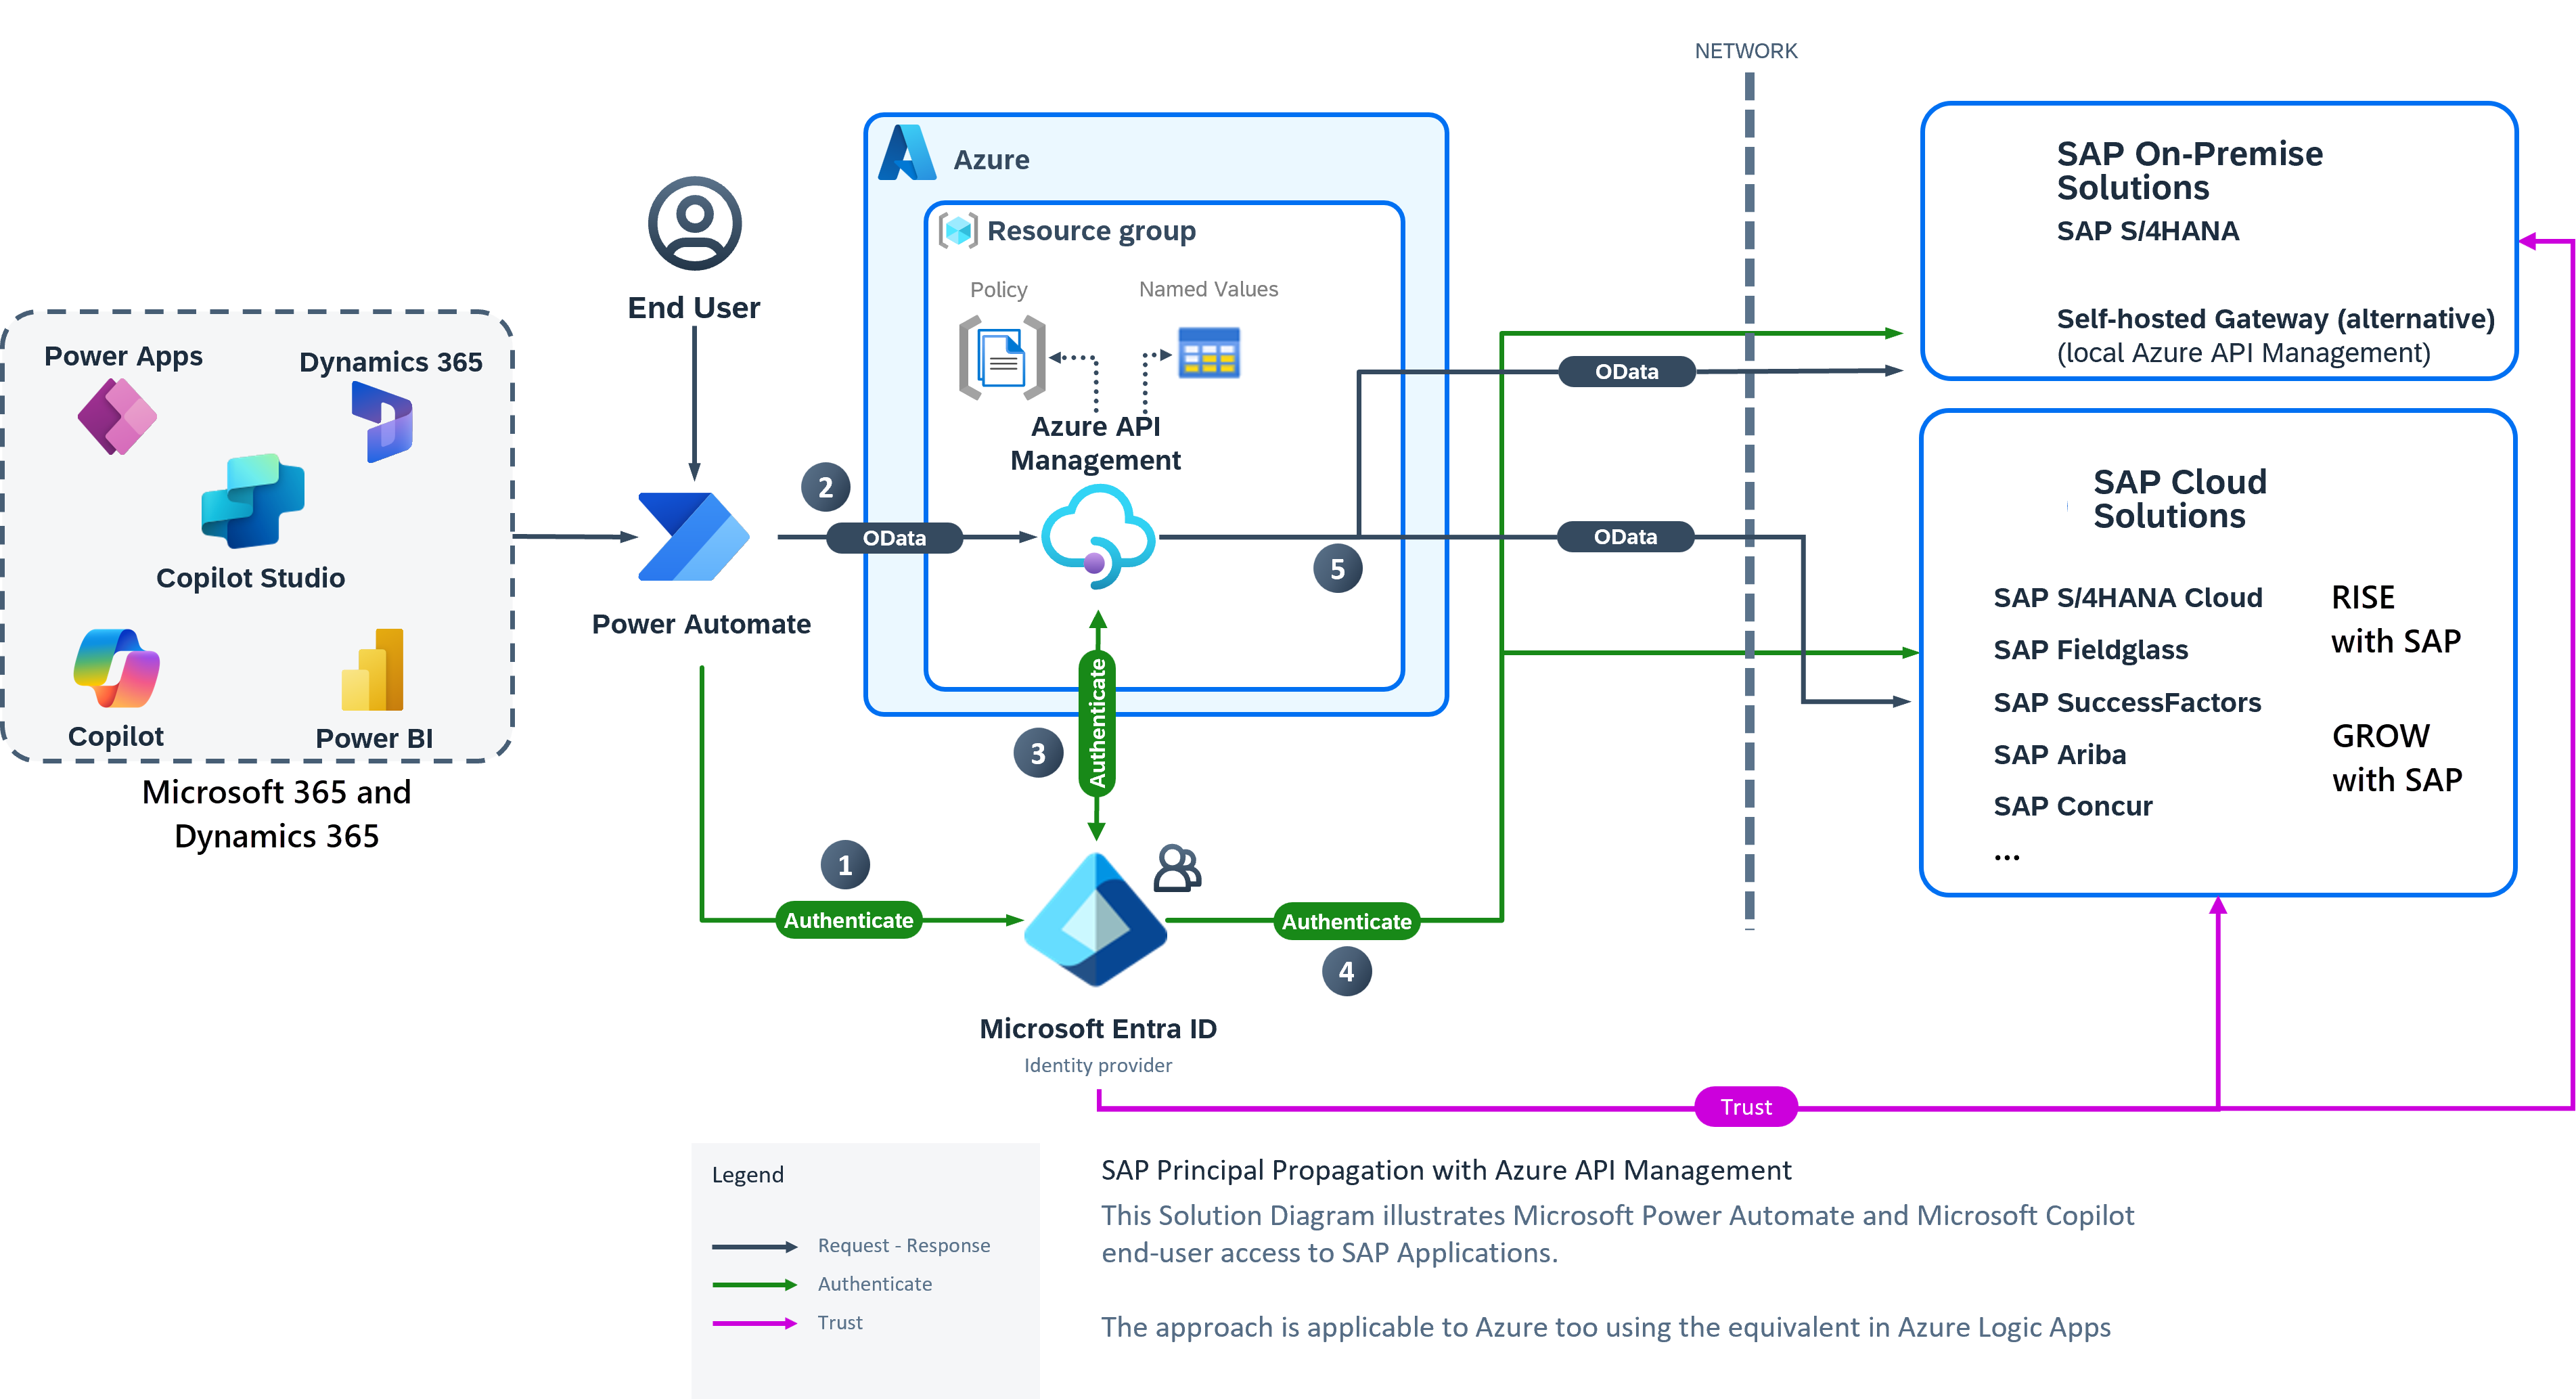 NETWORK
Azure
Resource group
Policy
Named Values
Azure API
Management
End User
Power Apps
Dynamics 365
Copilot Studio
Copilot
Power BI
Microsoft 365 and
Dynamics 365
Power Automate
2
OData
5
OData
OData
SAP On-Premise
Solutions
SAP S/4HANA
Self-hosted Gateway (alternative)
(local Azure API Management)
SAP Cloud
Solutions
SAP S/4HANA Cloud
SAP Fieldglass
SAP SuccessFactors
SAP Ariba
SAP Concur
...
RISE
with SAP
GROW
with SAP
3
Authenticate
1
Authenticate
Authenticate
4
Microsoft Entra ID
Identity provider
Trust
Legend
Request - Response
Authenticate
Trust
SAP Principal Propagation with Azure API Management
This Solution Diagram illustrates Microsoft Power Automate and Microsoft Copilot
end-user access to SAP Applications.
The approach is applicable to Azure too using the equivalent in Azure Logic Apps